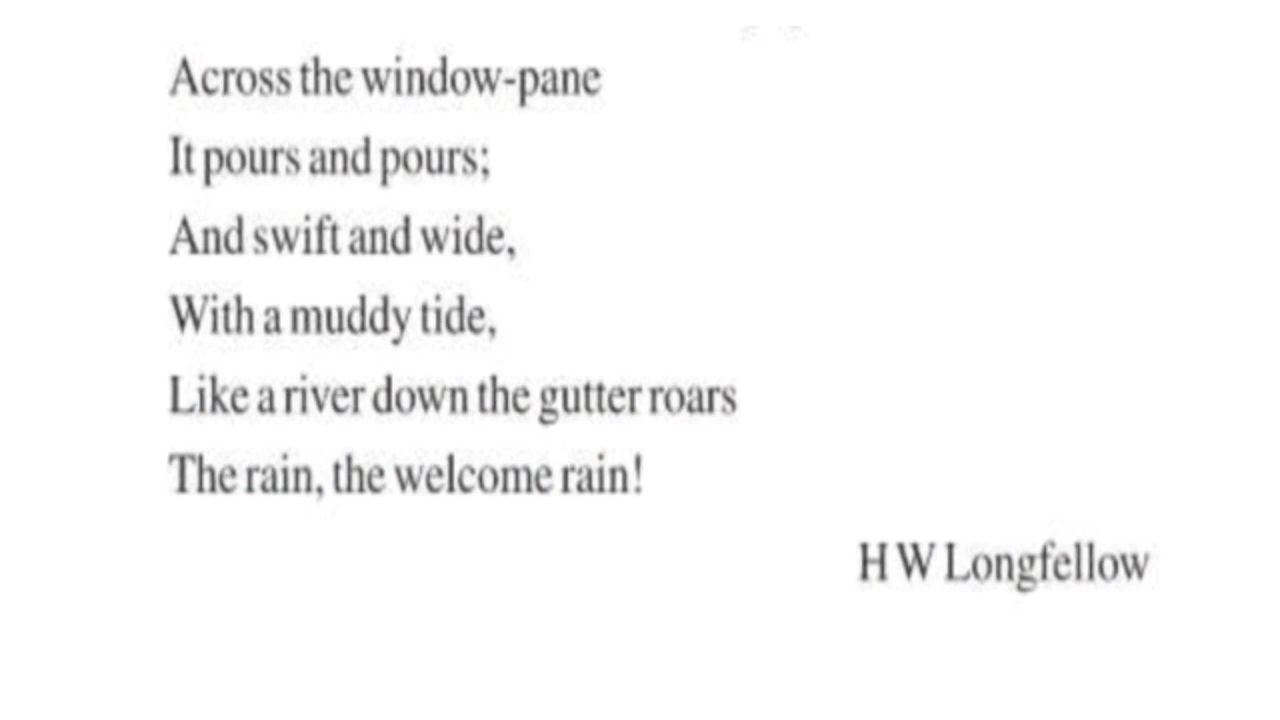 Across the window-pane
It pours and pours;
And swift and wide,
With a muddy tide,
Like a river down the gutter roars
The rain, the welcome rain!
H W Longfellow